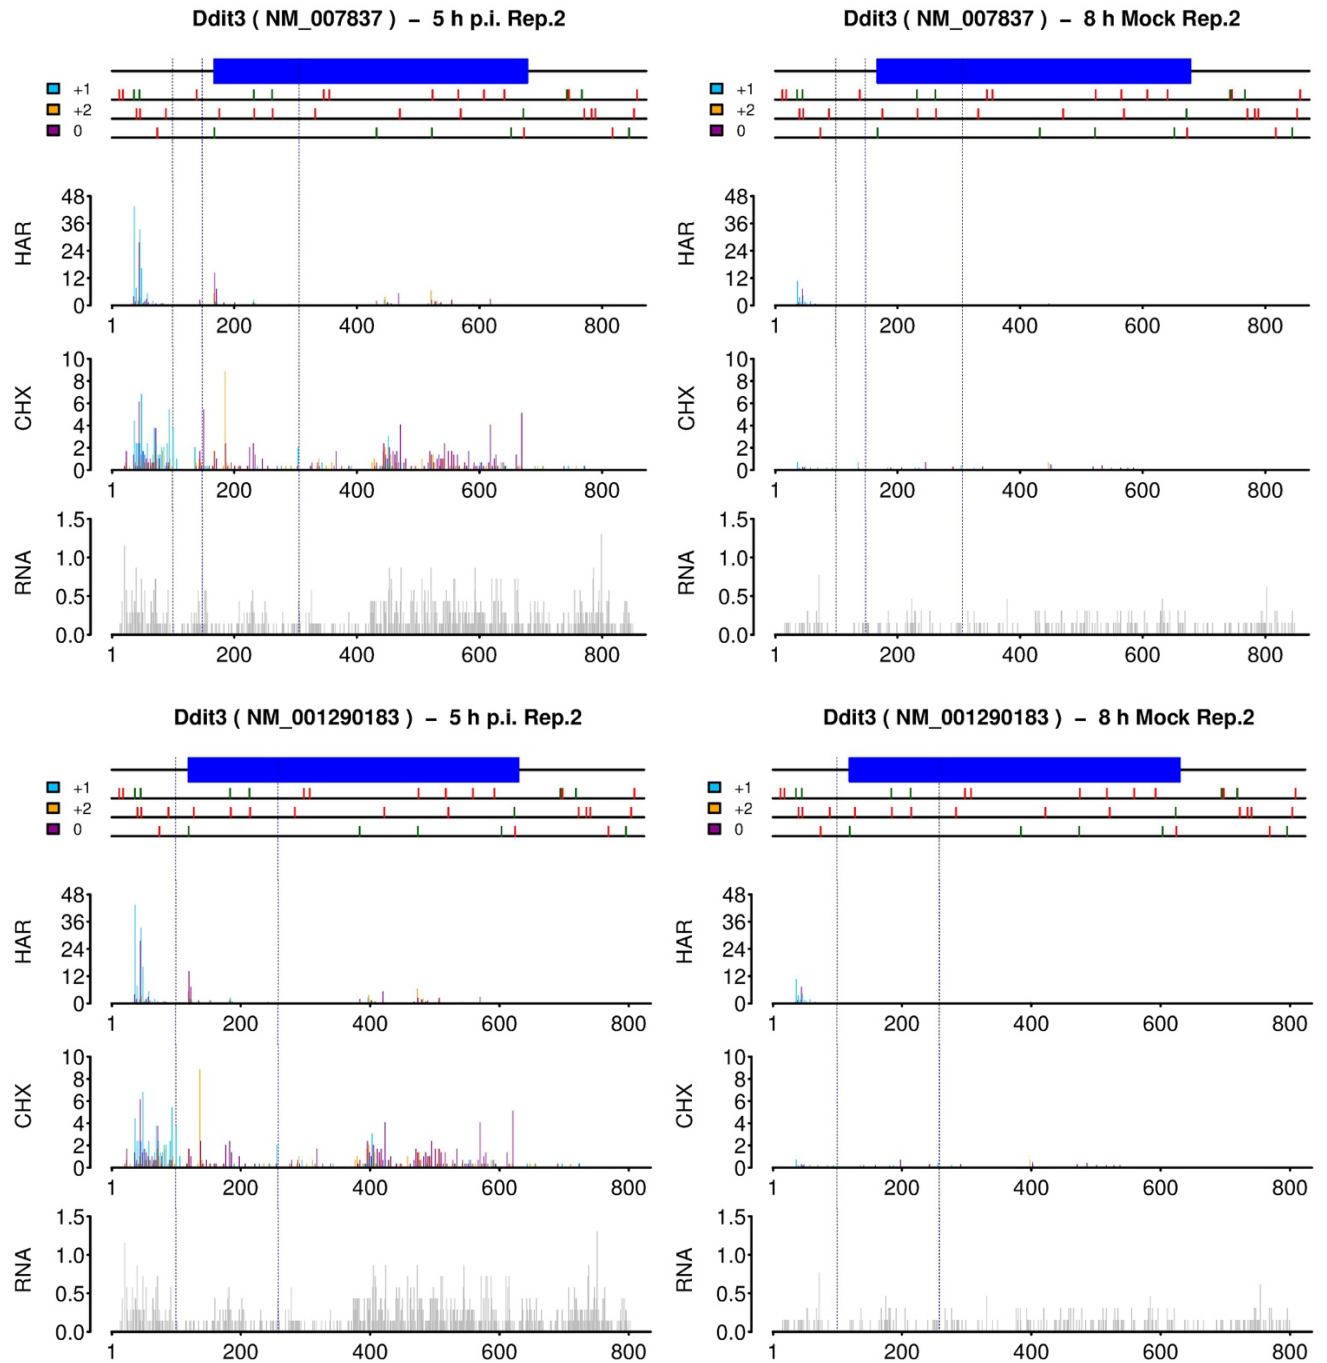 Ddit3 ( NM_007837 ) – 5 h p.i. Rep.2
+1
+2
0
HAR
48
36
24
12
0
1 200 400 600 800
CHX
10
8
6
4
2
0
1 200 400 600 800
RNA
1.5
1.0
0.5
0.0
1 200 400 600 800
Ddit3 ( NM_007837 ) – 8 h Mock Rep.2
+1
+2
0
HAR
48
36
24
12
0
1 200 400 600 800
CHX
10
8
6
4
2
0
1 200 400 600 800
RNA
1.5
1.0
0.5
0.0
1 200 400 600 800
Ddit3 ( NM_001290183 ) – 5 h p.i. Rep.2
+1
+2
0
HAR
48
36
24
12
0
1 200 400 600 800
CHX
10
8
6
4
2
0
1 200 400 600 800
RNA
1.5
1.0
0.5
0.0
1 200 400 600 800
Ddit3 ( NM_001290183 ) – 8 h Mock Rep.2
+1
+2
0
HAR
48
36
24
12
0
1 200 400 600 800
CHX
10
8
6
4
2
0
1 200 400 600 800
RNA
1.5
1.0
0.5
0.0
1 200 400 600 800